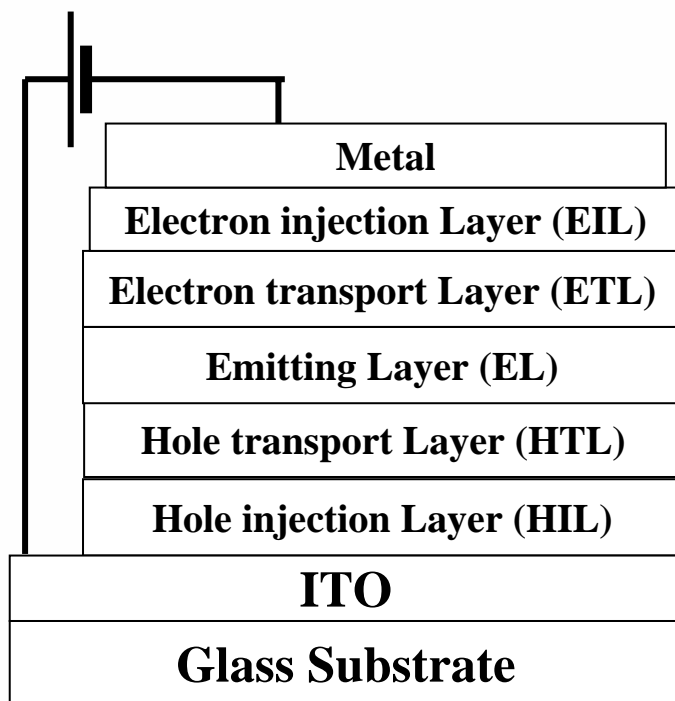 Metal
Electron injection Layer (EIL)
Electron transport Layer (ETL)
Emitting Layer (EL)
Hole transport Layer (HTL)
Hole injection Layer (HIL)
ITO
Glass Substrate